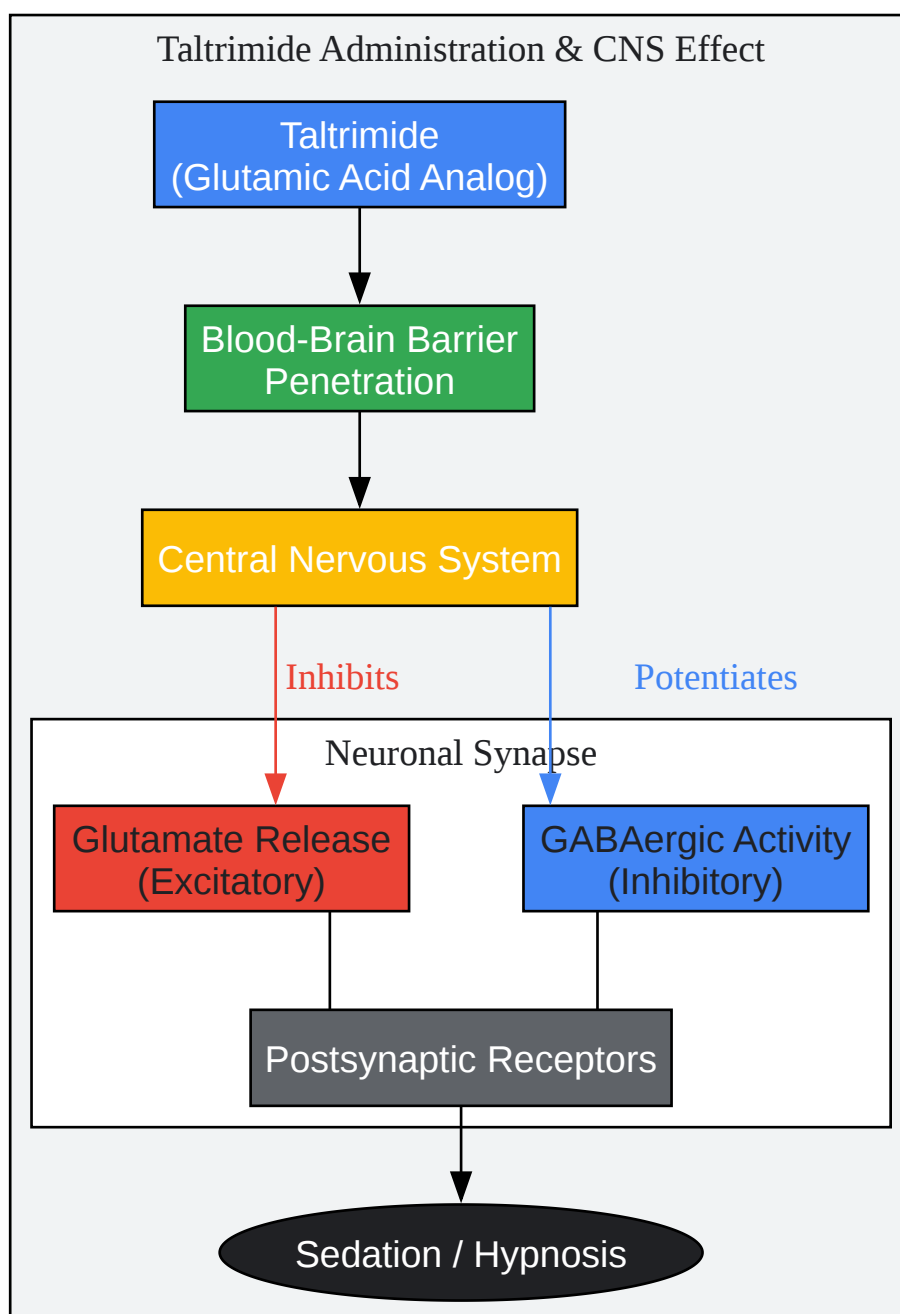 Taltrimide Administration & CNS Effect
Taltrimide
(Glutamic Acid Analog)
Blood-Brain Barrier
Penetration
Central Nervous System
Inhibits
Potentiates
Neuronal Synapse
Glutamate Release
(Excitatory)
GABAergic Activity
(Inhibitory)
Postsynaptic Receptors
Sedation / Hypnosis